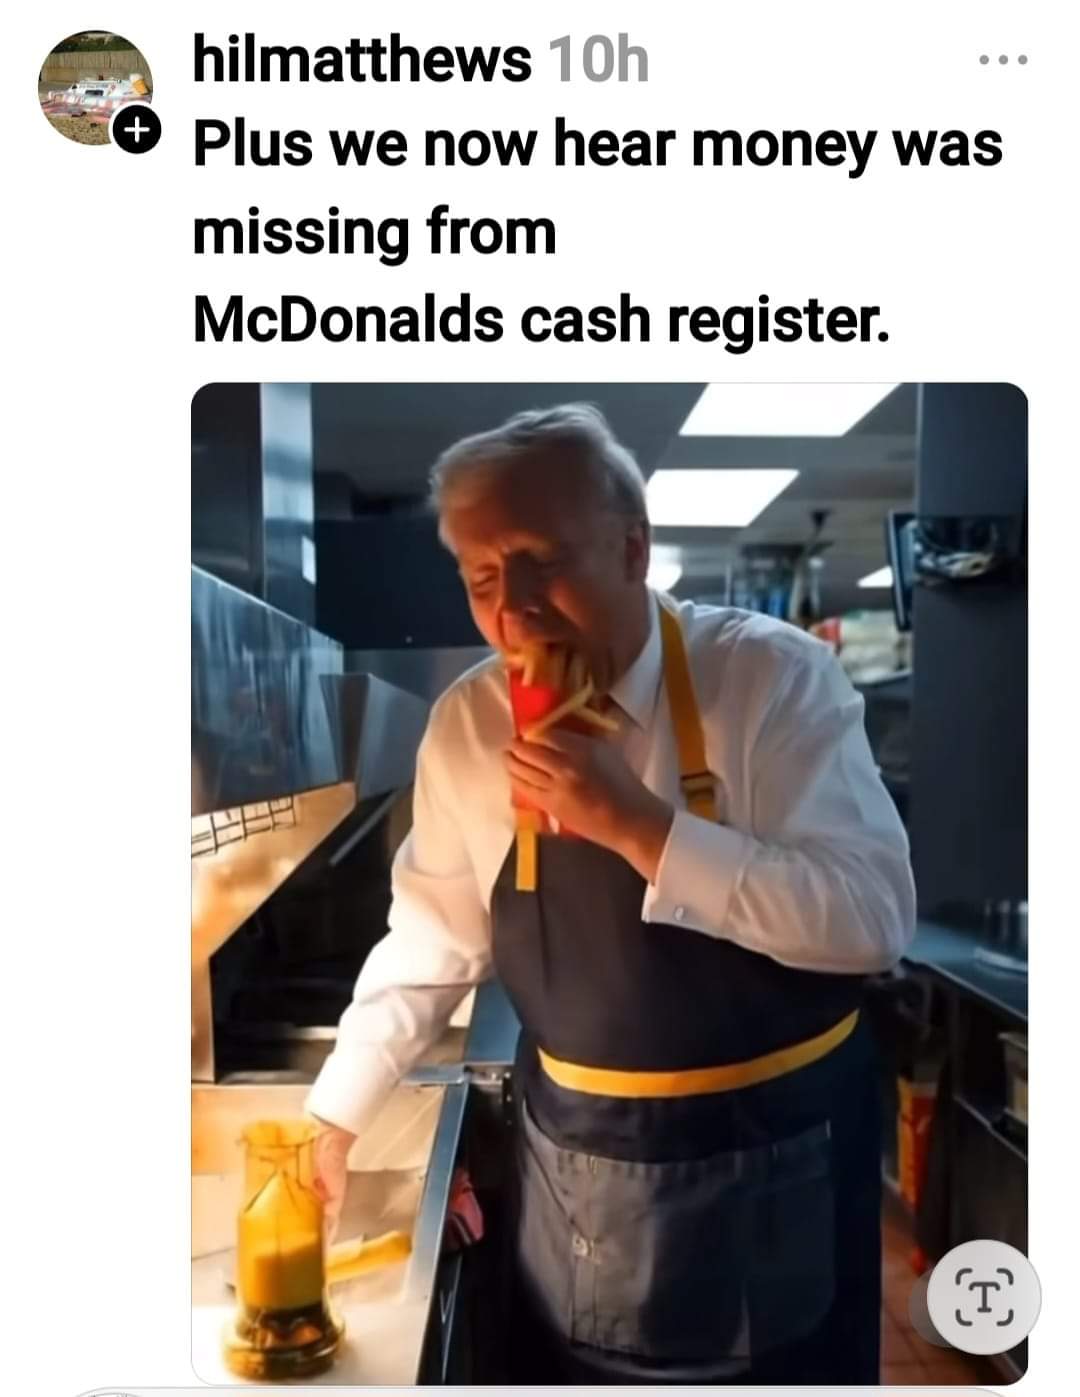 hilmatthews 10h
Plus we now hear money was
missing from
McDonalds cash register.